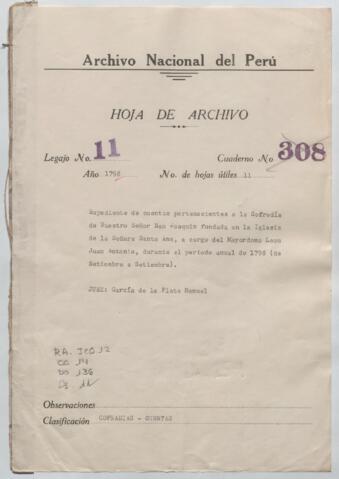 Archivo Nacional del Perú
HOJA DE ARCHIVO
Legajo No. 11 Cuaderno No 308
Año 1798 No. de hojas útiles 11
Expediente de cuentas pertenecientes a la Cofradía
de Nuestro Señor San Joaquín fundada en la Iglesia
de la Señora Santa Ana, a cargo del Mayordomo Laos
Juan Antonio, durante el período anual de 1798 (de
Setiembre a Setiembre).
JUEZ: García de la Plata Manuel
Observaciones
Clasificación COFRADIAS - CUENTAS